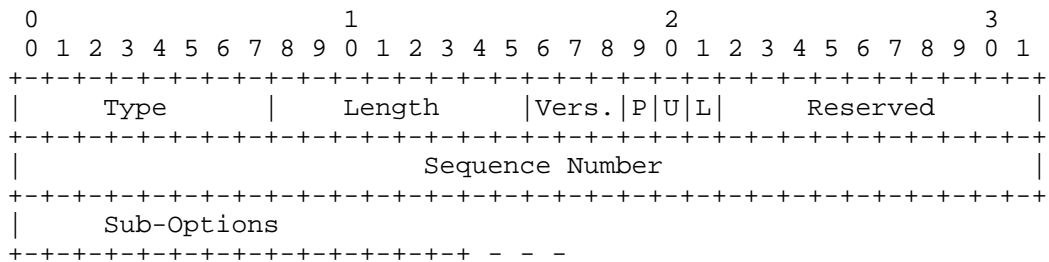 0                   1                   2                   3
 0 1 2 3 4 5 6 7 8 9 0 1 2 3 4 5 6 7 8 9 0 1 2 3 4 5 6 7 8 9 0 1
+-+-+-+-+-+-+-+-+-+-+-+-+-+-+-+-+-+-+-+-+-+-+-+-+-+-+-+-+-+-+-+-+
|     Type      |    Length     |Vers.|P|U|L|     Reserved      |
+-+-+-+-+-+-+-+-+-+-+-+-+-+-+-+-+-+-+-+-+-+-+-+-+-+-+-+-+-+-+-+-+
|                         Sequence Number                       |
+-+-+-+-+-+-+-+-+-+-+-+-+-+-+-+-+-+-+-+-+-+-+-+-+-+-+-+-+-+-+-+-+
|     Sub-Options
+-+-+-+-+-+-+-+-+-+-+-+-+-+-+ - - -